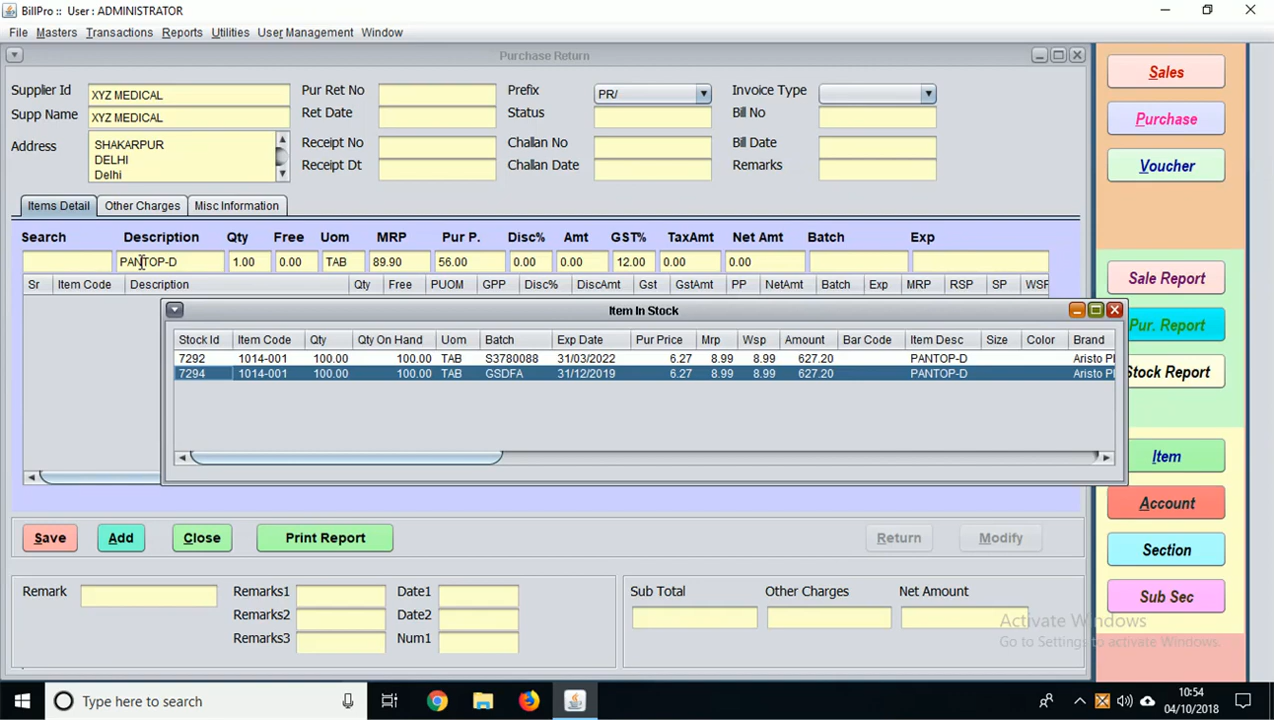 BillPro :: User : ADMINISTRATOR
File Masters Transactions Reports Utilities User Management Window
Purchase Return
Supplier Id XYZ MEDICAL Pur Ret No Prefix PR/ Invoice Type
Supp Name XYZ MEDICAL Ret Date Status Bill No
Address SHAKARPUR Receipt No Challan No Bill Date
DELHI Receipt Dt Challan Date Remarks
Delhi
Items Detail Other Charges Misc Information
Search Description Qty Free Uom MRP Pur P. Disc% Amt GST% TaxAmt Net Amt Batch Exp
PANTOP-D 1.00 0.00 TAB 89.90 56.00 0.00 0.00 12.00 0.00 0.00
Sr Item Code Description Qty Free PUOM GPP Disc% DiscAmt Gst GstAmt PP NetAmt Batch Exp MRP RSP SP WSF
Item In Stock
Stock Id Item Code Qty Qty On Hand Uom Batch Exp Date Pur Price Mrp Wsp Amount Bar Code Item Desc Size Color Brand
7292 1014-001 100.00 100.00 TAB S3780088 31/03/2022 6.27 8.99 8.99 627.20 PANTOP-D Aristo Pl
7294 1014-001 100.00 100.00 TAB GSDFA 31/12/2019 6.27 8.99 8.99 627.20 PANTOP-D Aristo Pl
Save Add Close Print Report Return Modify
Remark Remarks1 Date1 Sub Total Other Charges Net Amount
Remarks2 Date2
Remarks3 Num1
Sales
Purchase
Voucher
Sale Report
Pur. Report
Stock Report
Item
Account
Section
Sub Sec
Activate Windows
Go to Settings to activate Windows.
Type here to search
10:54
04/10/2018